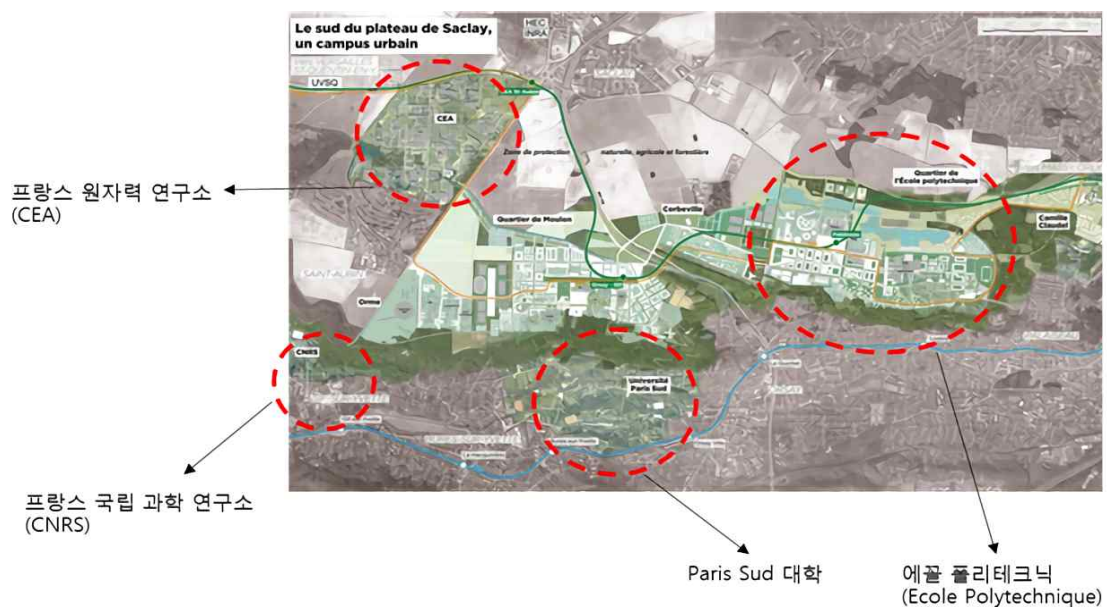 Le sud du plateau de Saclay,
un campus urbain
HEC
INRA
UVSQ
SACLAY
CEA
Zone de protection naturelle, agricole et forestière
Quartier de
l'École polytechnique
Corbeville
Quartier de Moulon
Camille
Claudel
SAINT-AUBIN
Orme
CNRS
Université
Paris Sud
프랑스 원자력 연구소
(CEA)
프랑스 국립 과학 연구소
(CNRS)
Paris Sud 대학
에꼴 폴리테크닉
(Ecole Polytechnique)